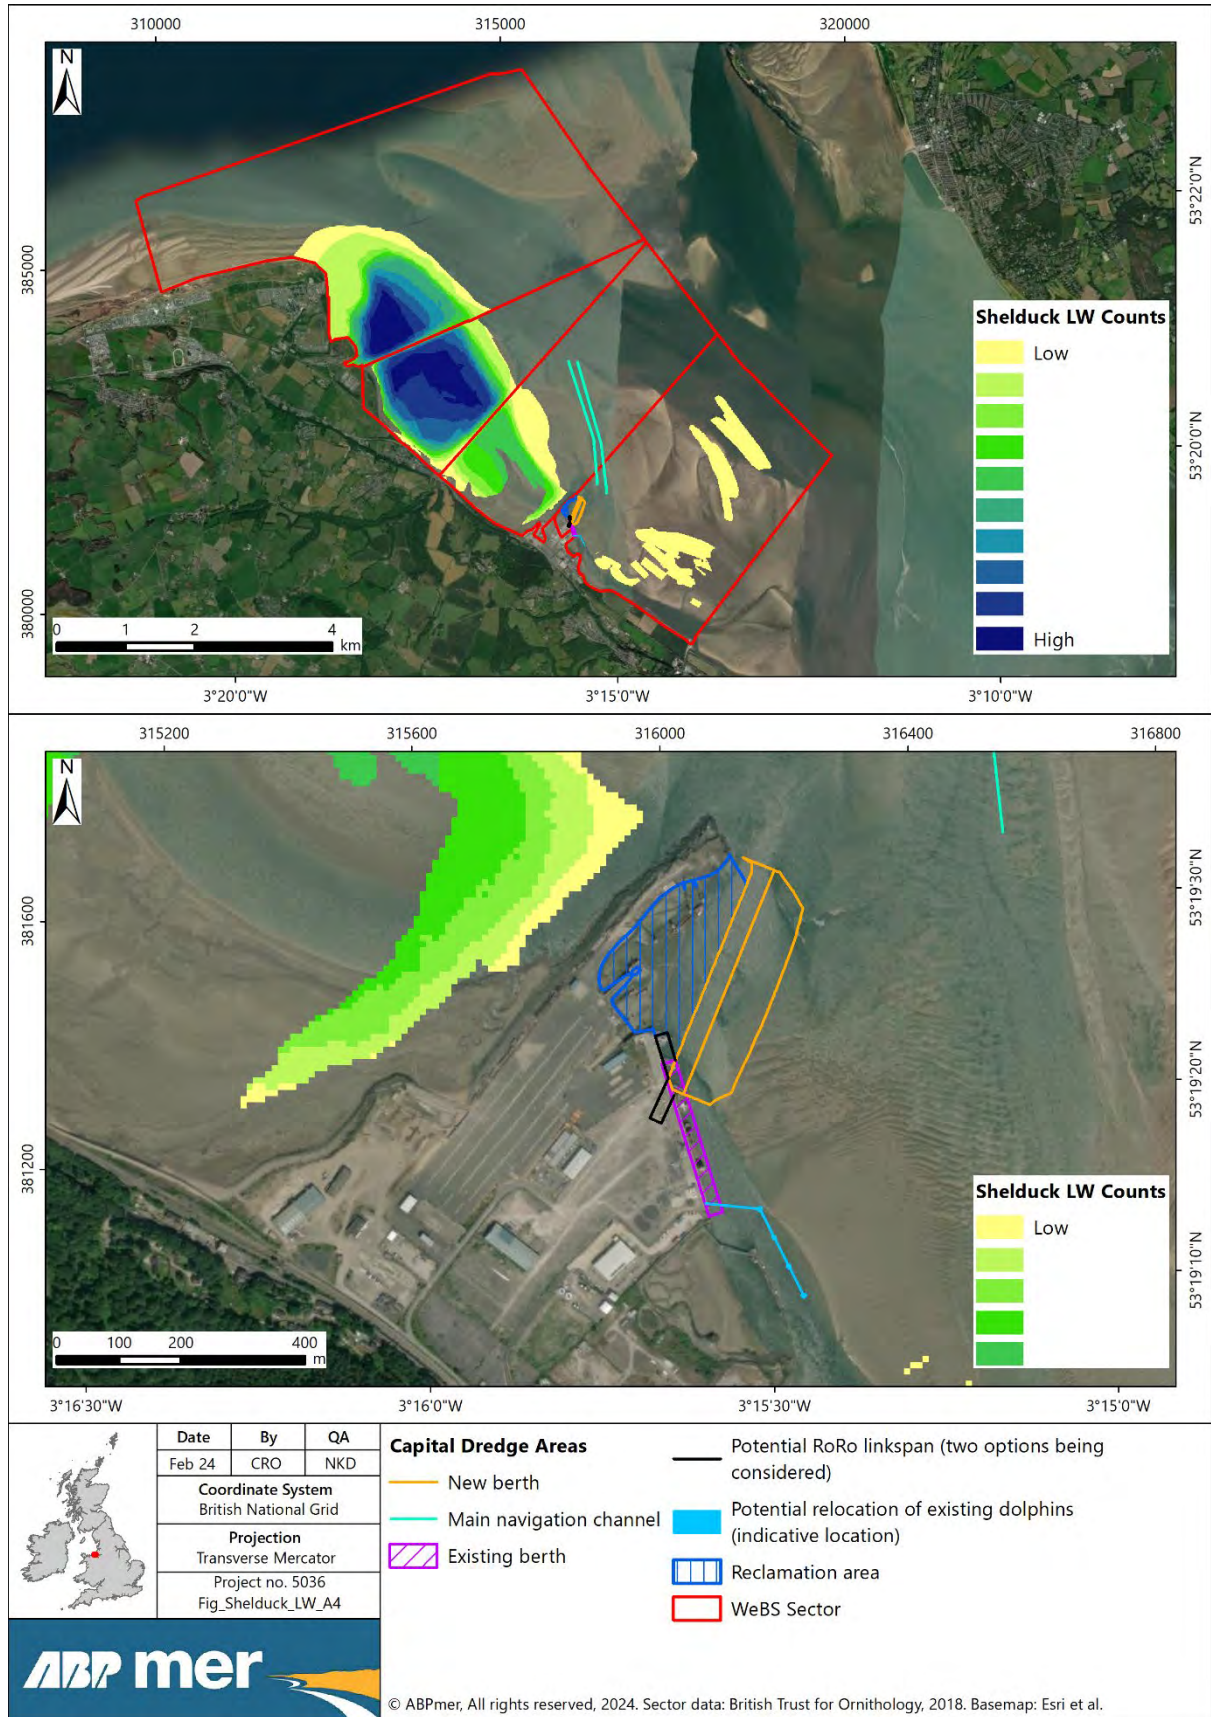 310000
315000
320000
N
385000
380000
53°22'0"N
53°20'0"N
Shelduck LW Counts
Low
High
0 1 2 4
km
3°20'0"W
3°15'0"W
3°10'0"W
315200
315600
316000
316400
316800
N
381600
381200
53°19'30"N
53°19'20"N
53°19'10"N
Shelduck LW Counts
Low
0 100 200 400
m
3°16'30"W
3°16'0"W
3°15'30"W
3°15'0"W
Date By QA
Feb 24 CRO NKD
Coordinate System
British National Grid
Projection
Transverse Mercator
Project no. 5036
Fig_Shelduck_LW_A4
ABP mer
Capital Dredge Areas
New berth
Main navigation channel
Existing berth
Potential RoRo linkspan (two options being
considered)
Potential relocation of existing dolphins
(indicative location)
Reclamation area
WeBS Sector
© ABPmer, All rights reserved, 2024. Sector data: British Trust for Ornithology, 2018. Basemap: Esri et al.